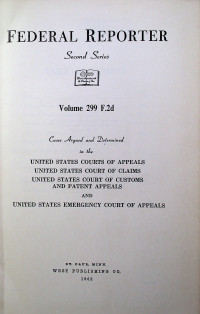 FEDERAL REPORTER
Second Series
Volume 299 F.2d
Cases Argued and Determined
in the
UNITED STATES COURTS OF APPEALS
UNITED STATES COURT OF CLAIMS
UNITED STATES COURT OF CUSTOMS
AND PATENT APPEALS
AND
UNITED STATES EMERGENCY COURT OF APPEALS
ST. PAUL, MINN.
WEST PUBLISHING CO.
1962